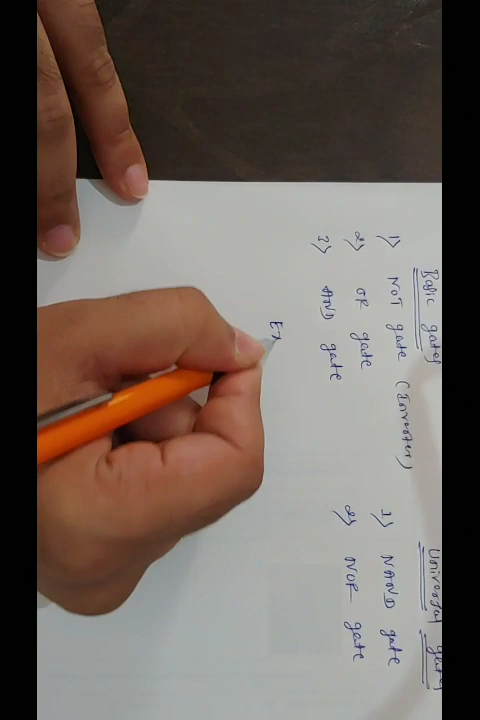 Basic gates
1) NOT gate (Inverter)
2) OR gate
3) AND gate
Universal gates
1) NAND gate
2) NOR gate
Ex